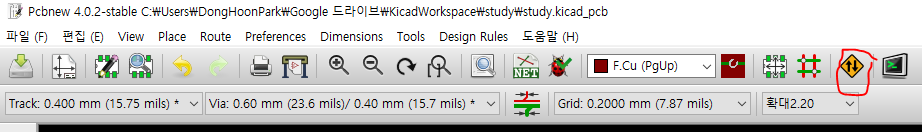 Pcbnew 4.0.2-stable C:₩Users₩DongHoonPark₩Google 드라이브₩KicadWorkspace₩study₩study.kicad_pcb
파일 (F) 편집 (E) View Place Route Preferences Dimensions Tools Design Rules 도움말 (H)
NET F.Cu (PgUp)
Track: 0.400 mm (15.75 mils) * Via: 0.60 mm (23.6 mils)/ 0.40 mm (15.7 mils) * Grid: 0.2000 mm (7.87 mils) 확대2.20